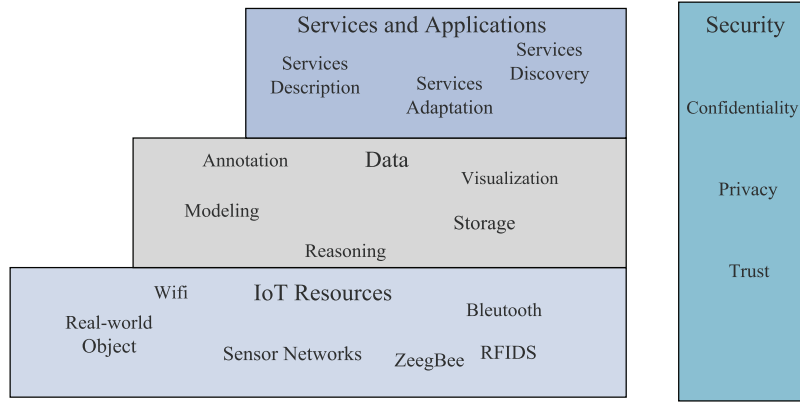 Services and Applications
Services
Description
Services
Adaptation
Services
Discovery
Data
Annotation
Visualization
Modeling
Storage
Reasoning
IoT Resources
Wifi
Bleutooth
Real-world
Object
Sensor Networks
ZeegBee
RFIDS
Security
Confidentiality
Privacy
Trust